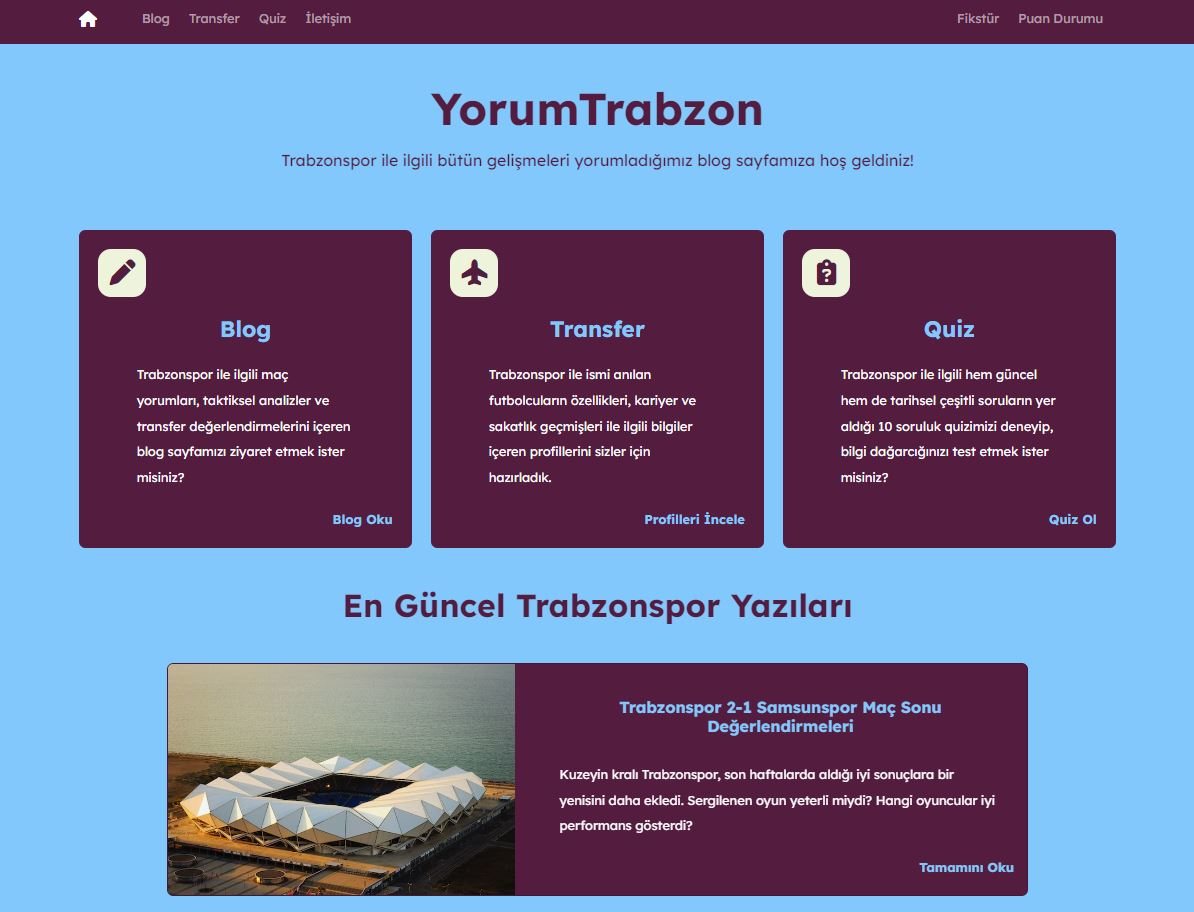 Blog Transfer Quiz İletişim Fikstür Puan Durumu
YorumTrabzon
Trabzonspor ile ilgili bütün gelişmeleri yorumladığımız blog sayfamıza hoş geldiniz!
Blog
Trabzonspor ile ilgili maç
yorumları, taktiksel analizler ve
transfer değerlendirmelerini içeren
blog sayfamızı ziyaret etmek ister
misiniz?
Blog Oku
Transfer
Trabzonspor ile ismi anılan
futbolcuların özellikleri, kariyer ve
sakatlık geçmişleri ile ilgili bilgiler
içeren profillerini sizler için
hazırladık.
Profilleri İncele
Quiz
Trabzonspor ile ilgili hem güncel
hem de tarihsel çeşitli soruların yer
aldığı 10 soruluk quizimizi deneyip,
bilgi dağarcığınızı test etmek ister
misiniz?
Quiz Ol
En Güncel Trabzonspor Yazıları
Trabzonspor 2-1 Samsunspor Maç Sonu
Değerlendirmeleri
Kuzeyin kralı Trabzonspor, son haftalarda aldığı iyi sonuçlara bir
yenisini daha ekledi. Sergilenen oyun yeterli miydi? Hangi oyuncular iyi
performans gösterdi?
Tamamını Oku